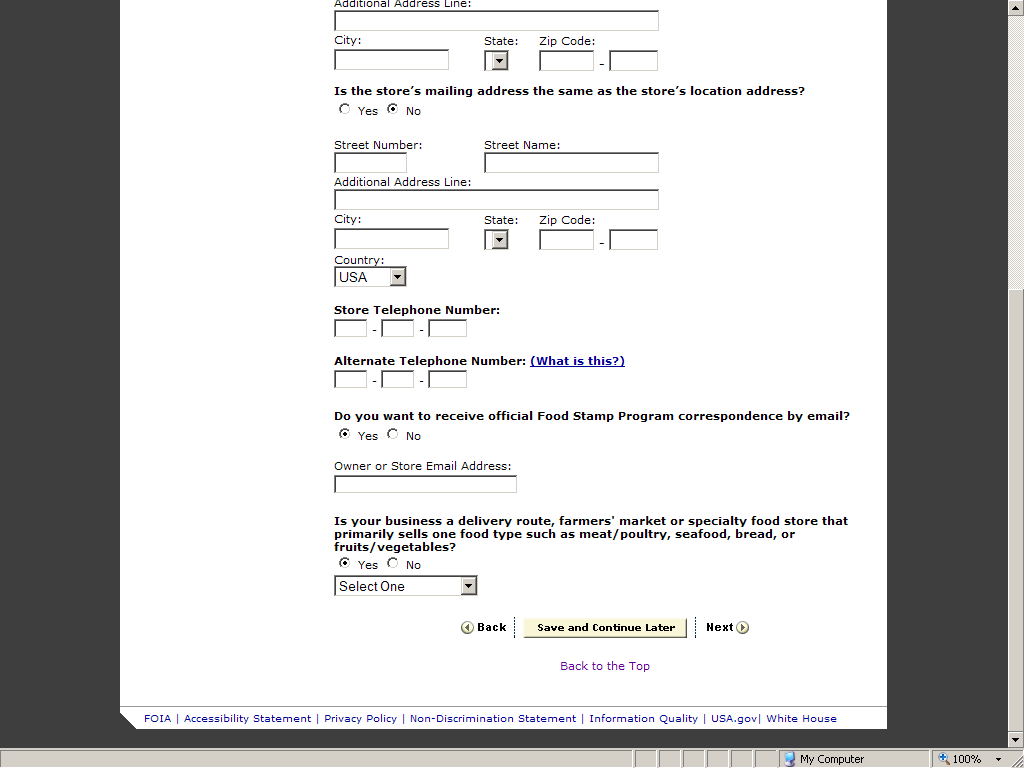 Additional Address Line:
City: State: Zip Code:
-
Is the store's mailing address the same as the store's location address?
Yes No
Street Number: Street Name:
Additional Address Line:
City: State: Zip Code:
-
Country:
USA
Store Telephone Number:
- -
Alternate Telephone Number: (What is this?)
- -
Do you want to receive official Food Stamp Program correspondence by email?
Yes No
Owner or Store Email Address:
Is your business a delivery route, farmers' market or specialty food store that
primarily sells one food type such as meat/poultry, seafood, bread, or
fruits/vegetables?
Yes No
Select One
Back Save and Continue Later Next
Back to the Top
FOIA | Accessibility Statement | Privacy Policy | Non-Discrimination Statement | Information Quality | USA.gov| White House
My Computer 100%